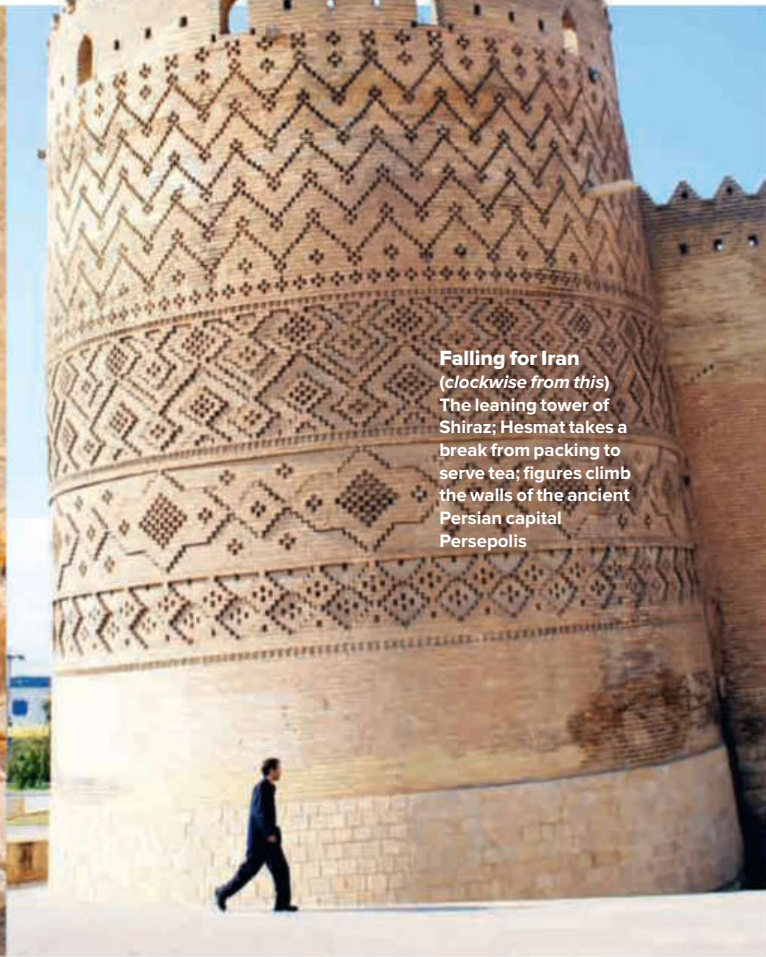 Falling for Iran
(clockwise from this)
The leaning tower of
Shiraz; Hesmat takes a
break from packing to
serve tea; figures climb
the walls of the ancient
Persian capital
Persepolis